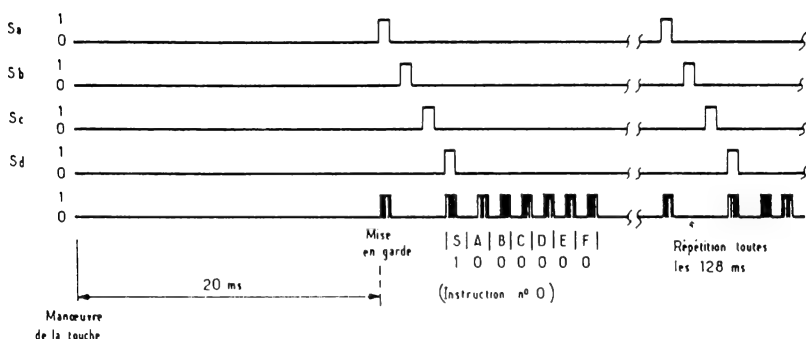 Sa 1
0
Sb 1
0
Sc 1
0
Sd 1
0
1
0
Mise
en garde
| S | A | B | C | D | E | F |
1 0 0 0 0 0 0
(Instruction nº 0)
Répétition toutes
les 128 ms
20 ms
Manœuvre
de la touche